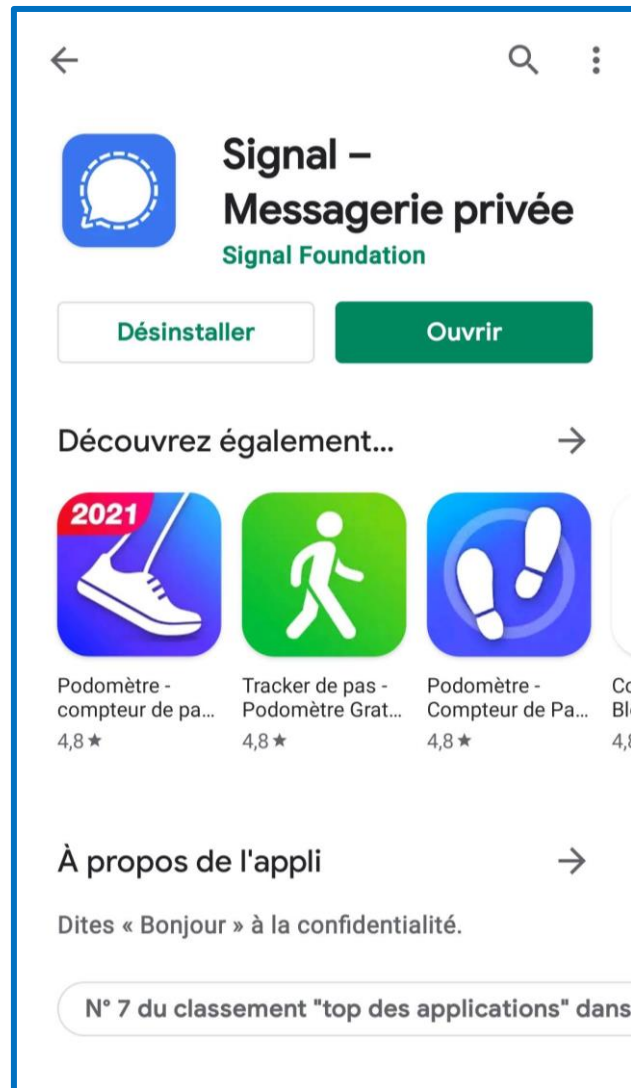 Signal –
Messagerie privée
Signal Foundation
Désinstaller
Ouvrir
Découvrez également...
2021
Podomètre -
compteur de pa...
4,8 ★
Tracker de pas -
Podomètre Grat...
4,8 ★
Podomètre -
Compteur de Pa...
4,8 ★
4,8
À propos de l'appli
Dites « Bonjour » à la confidentialité.
N° 7 du classement "top des applications" dans